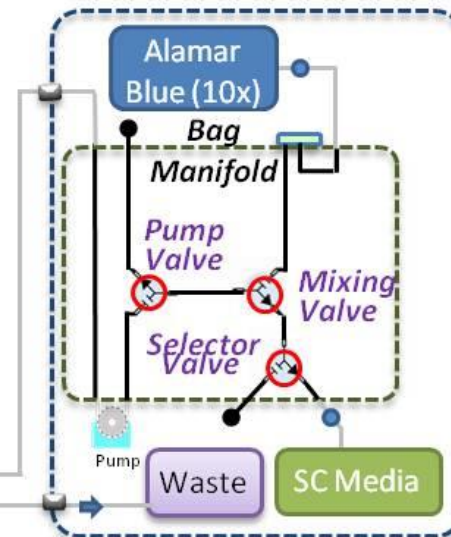 Alamar
Blue (10x)
Bag
Manifold
Pump
Valve
Mixing
Valve
Selector
Valve
Pump
Waste
SC Media